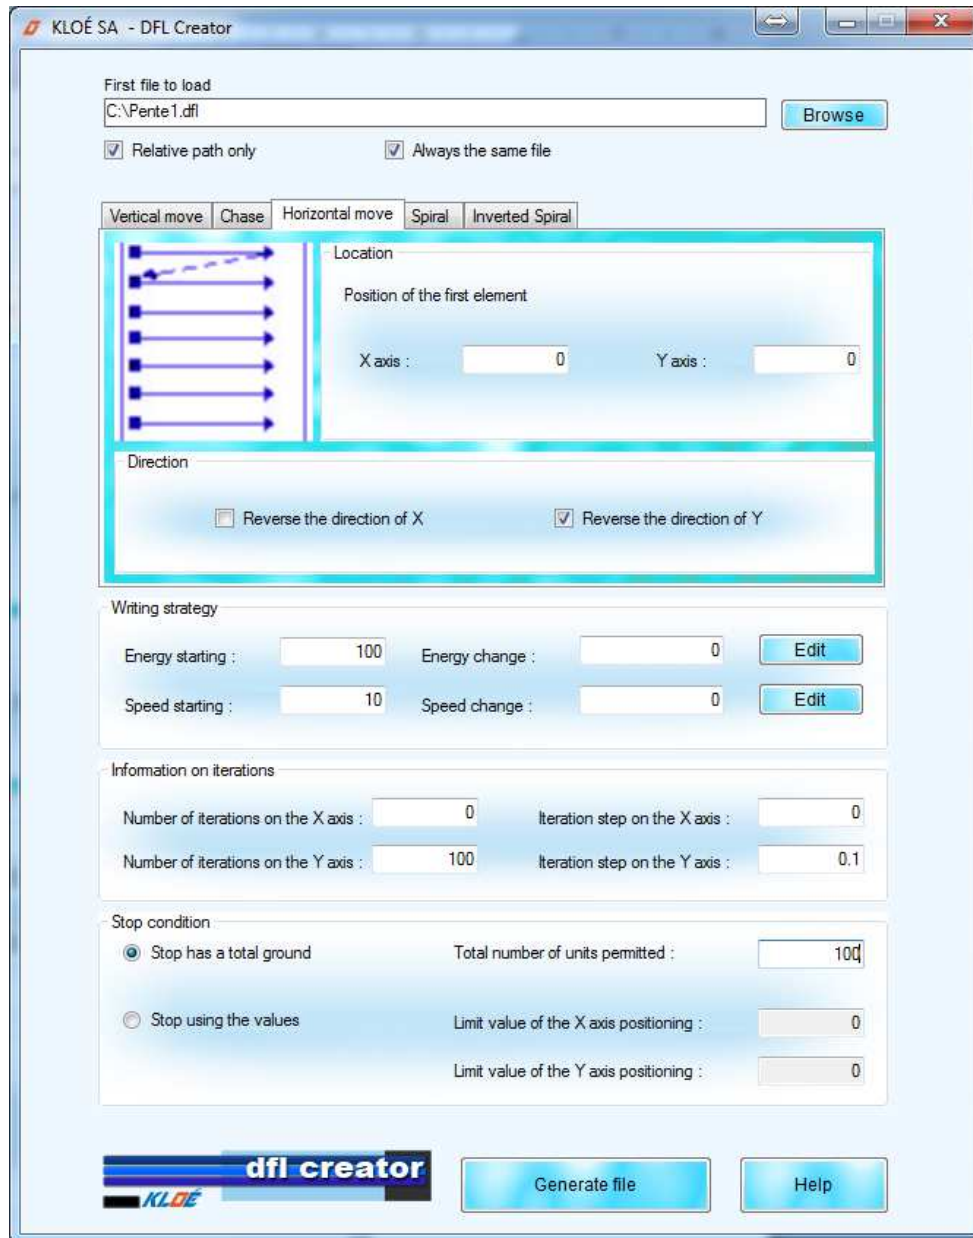 KLOÉ SA - DFL Creator
First file to load
C:\Pente1.dfl
Browse
Relative path only
Always the same file
Vertical move
Chase
Horizontal move
Spiral
Inverted Spiral
Location
Position of the first element
X axis :
0
Y axis :
0
Direction
Reverse the direction of X
Reverse the direction of Y
Writing strategy
Energy starting :
100
Energy change :
0
Edit
Speed starting :
10
Speed change :
0
Edit
Information on iterations
Number of iterations on the X axis :
0
Iteration step on the X axis :
0
Number of iterations on the Y axis :
100
Iteration step on the Y axis :
0.1
Stop condition
Stop has a total ground
Total number of units permitted :
100
Stop using the values
Limit value of the X axis positioning :
0
Limit value of the Y axis positioning :
0
dfl creator
KLOÉ
Generate file
Help